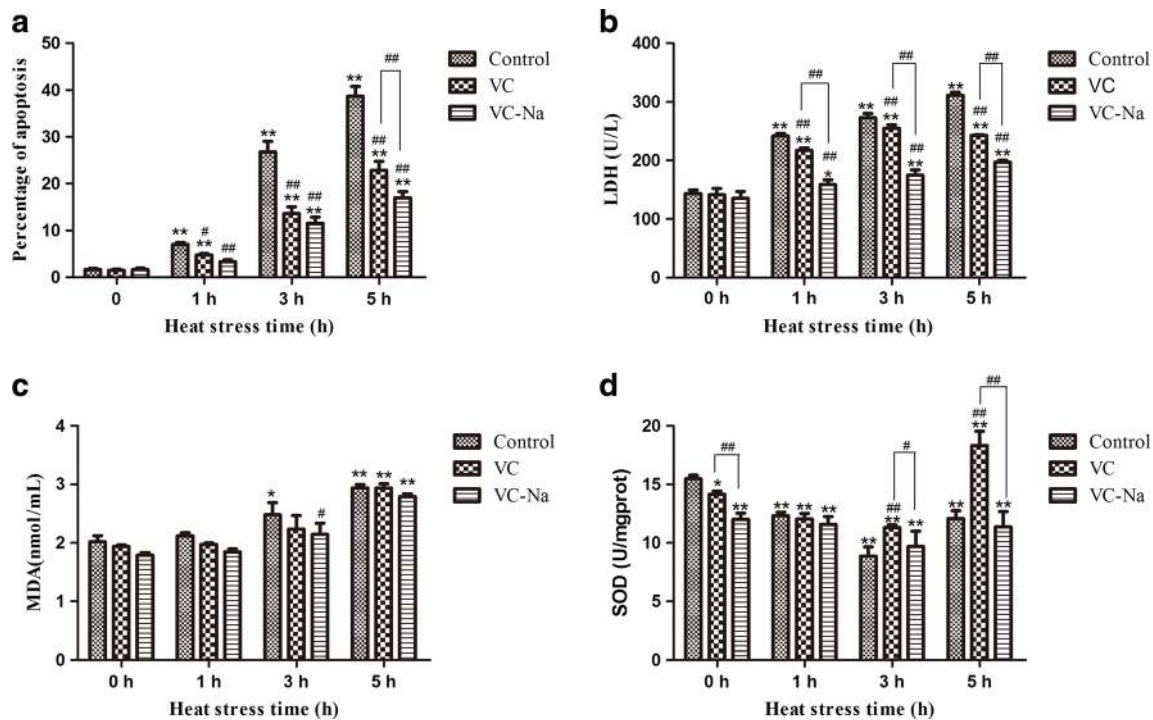 a
Percentage of apoptosis
50
40
30
20
10
0
**
**
#
**
##
**
##
**
##
**
##
**
##
**
##
Control
VC
VC-Na
0
1 h
3 h
5 h
Heat stress time (h)
b
LDH (U/L)
400
300
200
100
0
##
##
##
**
##
**
##
*
**
##
**
##
**
**
##
**
##
**
Control
VC
VC-Na
0 h
1 h
3 h
5 h
Heat stress time (h)
c
MDA(nmol/mL)
4
3
2
1
0
*
#
**
**
**
Control
VC
VC-Na
0 h
1 h
3 h
5 h
Heat stress time (h)
d
SOD (U/mgprot)
20
15
10
5
0
##
*
**
**
**
**
#
**
##
**
**
##
**
##
**
**
Control
VC
VC-Na
0 h
1 h
3 h
5 h
Heat stress time (h)